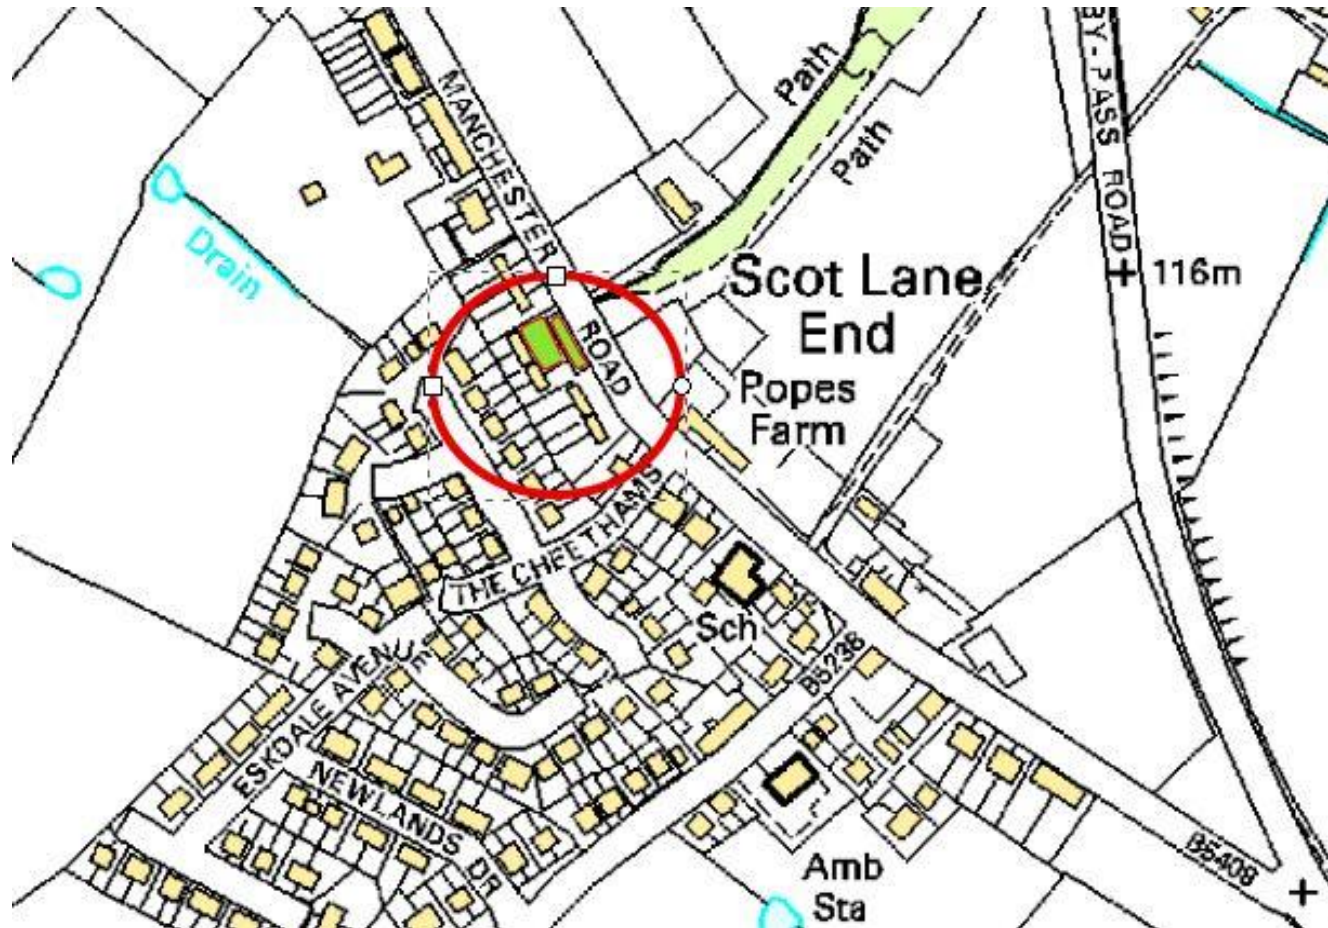 MANCHESTER ROAD
Path
Path
BY-PASS ROAD
Drain
Scot Lane
End
116m
Popes
Farm
THE CHEETHAMS
Sch
B5238
ESKDALE AVENUE
NEWLANDS DR
Amb
Sta
B5408